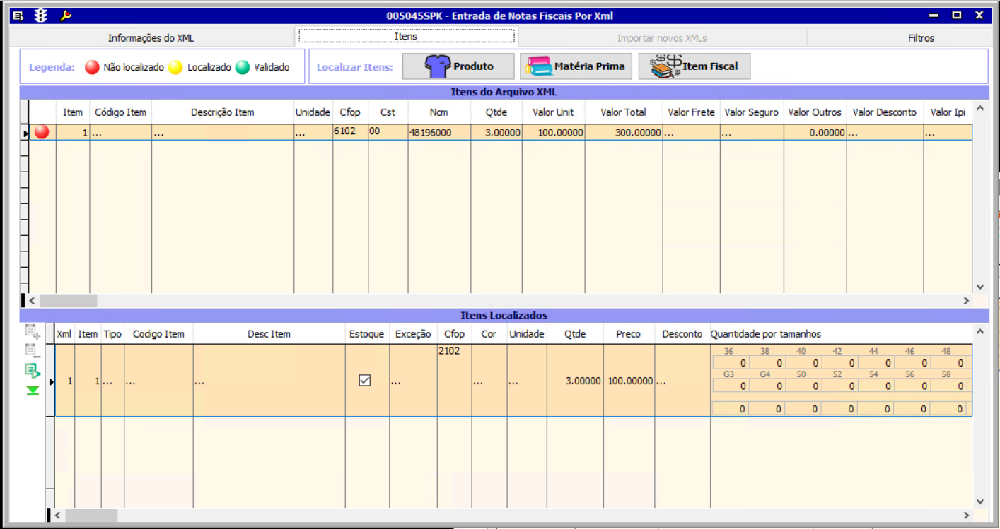 005045SPK - Entrada de Notas Fiscais Por Xml
Informações do XML Itens Importar novos XMLs Filtros
Legenda: Não localizado Localizado Validado Localizar Itens: Produto Matéria Prima Item Fiscal
Itens do Arquivo XML
Item Código Item Descrição Item Unidade Cfop Cst Ncm Qtde Valor Unit Valor Total Valor Frete Valor Seguro Valor Outros Valor Desconto Valor Ipi
1 ... ... ... 6102 00 48196000 3.00000 100.00000 300.00000 ... ... 0.00000 ... ...
Itens Localizados
Xml Item Tipo Codigo Item Desc Item Estoque Exceção Cfop Cor Unidade Qtde Preco Desconto Quantidade por tamanhos
1 1 ... ... ... ... 2102 ... ... 3.00000 100.00000 ...
36 38 40 42 44 46 48
0 0 0 0 0 0 0
G3 G4 50 52 54 56 58
0 0 0 0 0 0 0
0 0 0 0 0 0 0